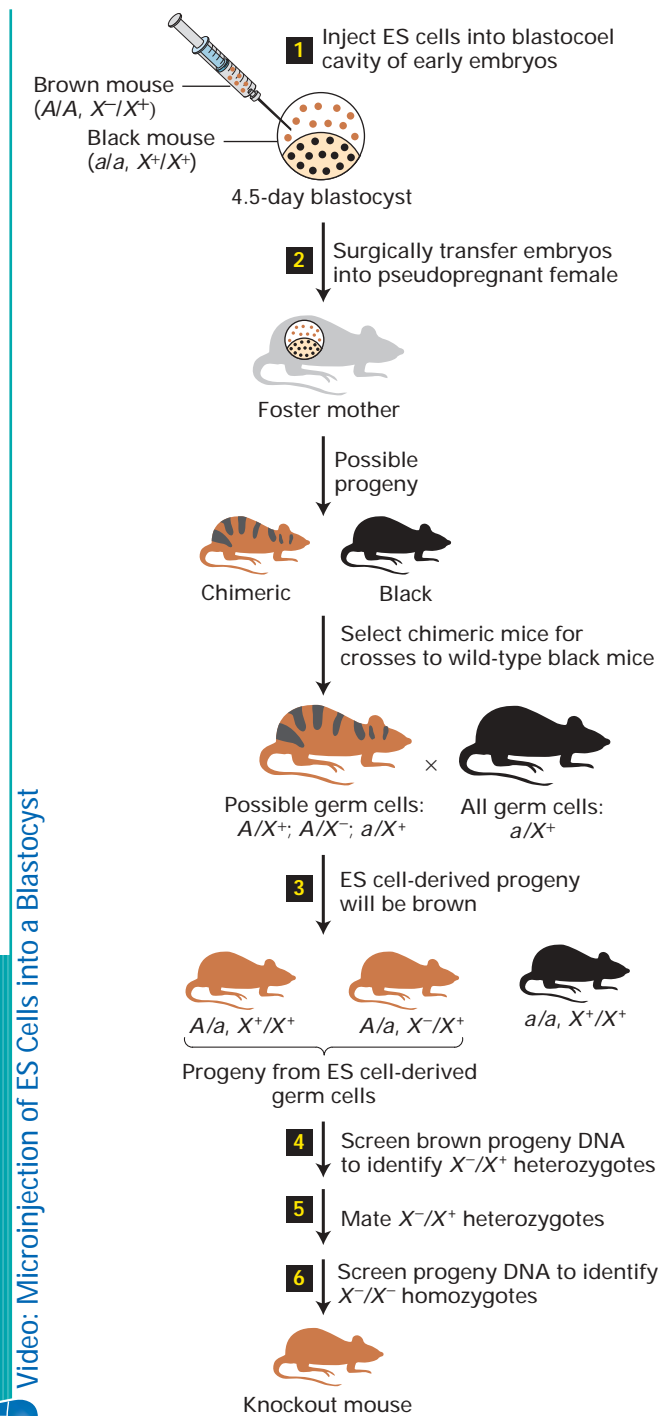 1 Inject ES cells into blastocoel
cavity of early embryos
Brown mouse
(A/A, X⁻/X⁺)
Black mouse
(a/a, X⁺/X⁺)
4.5-day blastocyst
2 Surgically transfer embryos
into pseudopregnant female
Foster mother
Possible
progeny
Chimeric
Black
Select chimeric mice for
crosses to wild-type black mice
×
Possible germ cells:
A/X⁺; A/X⁻; a/X⁺
All germ cells:
a/X⁺
3 ES cell-derived progeny
will be brown
A/a, X⁺/X⁺
A/a, X⁻/X⁺
a/a, X⁺/X⁺
Progeny from ES cell-derived
germ cells
4 Screen brown progeny DNA
to identify X⁻/X⁺ heterozygotes
5 Mate X⁻/X⁺ heterozygotes
6 Screen progeny DNA to identify
X⁻/X⁻ homozygotes
Knockout mouse
Video: Microinjection of ES Cells into a Blastocyst